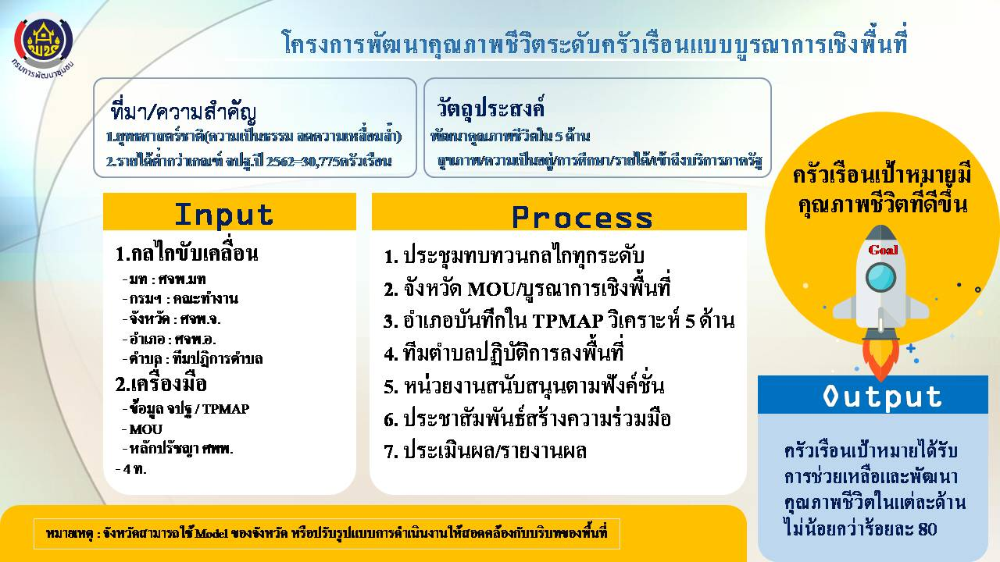 กรมการพัฒนาชุมชน
โครงการพัฒนาคุณภาพชีวิตระดับครัวเรือนแบบบูรณาการเชิงพื้นที่
ที่มา/ความสำคัญ
1.ยุทธศาสตร์ชาติ(ความเป็นธรรม ลดความเหลื่อมล้ำ)
2.รายได้ต่ำกว่าเกณฑ์ จปฐ.ปี 2562=30,775ครัวเรือน
วัตถุประสงค์
พัฒนาคุณภาพชีวิตใน 5 ด้าน
สุขภาพ/ความเป็นอยู่/การศึกษา/รายได้/เข้าถึงบริการภาครัฐ
Input
1.กลไกขับเคลื่อน
- มท : ศจพ.มท
- กรมฯ : คณะทำงาน
- จังหวัด : ศจพ.จ.
- อำเภอ : ศจพ.อ.
- ตำบล : ทีมปฏิการตำบล
2.เครื่องมือ
- ข้อมูล จปฐ / TPMAP
- MOU
- หลักปรัชญา ศพพ.
- 4 ท.
Process
1. ประชุมทบทวนกลไกทุกระดับ
2. จังหวัด MOU/บูรณาการเชิงพื้นที่
3. อำเภอบันทึกใน TPMAP วิเคราะห์ 5 ด้าน
4. ทีมตำบลปฏิบัติการลงพื้นที่
5. หน่วยงานสนับสนุนตามฟังค์ชั่น
6. ประชาสัมพันธ์สร้างความร่วมมือ
7. ประเมินผล/รายงานผล
ครัวเรือนเป้าหมายมี
คุณภาพชีวิตที่ดีขึ้น
Goal
Output
ครัวเรือนเป้าหมายได้รับ
การช่วยเหลือและพัฒนา
คุณภาพชีวิตในแต่ละด้าน
ไม่น้อยกว่าร้อยละ 80
หมายเหตุ : จังหวัดสามารถใช้ Model ของจังหวัด หรือปรับรูปแบบการดำเนินงานให้สอดคล้องกับบริบทของพื้นที่